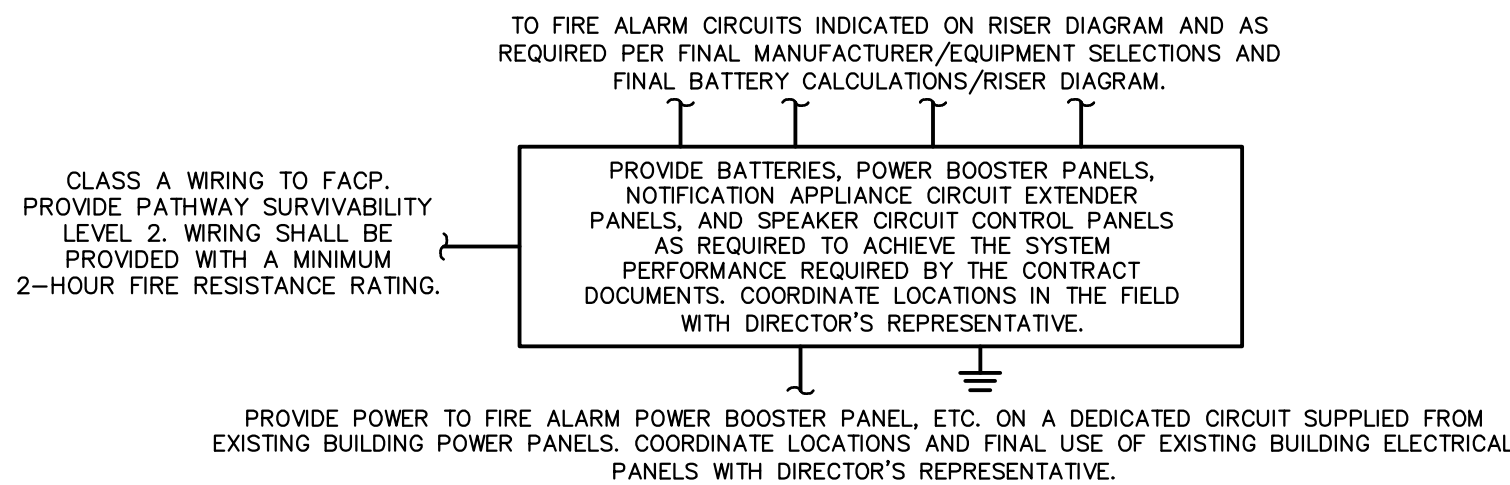 TO FIRE ALARM CIRCUITS INDICATED ON RISER DIAGRAM AND AS
REQUIRED PER FINAL MANUFACTURER/EQUIPMENT SELECTIONS AND
FINAL BATTERY CALCULATIONS/RISER DIAGRAM.
CLASS A WIRING TO FACP.
PROVIDE PATHWAY SURVIVABILITY
LEVEL 2. WIRING SHALL BE
PROVIDED WITH A MINIMUM
2-HOUR FIRE RESISTANCE RATING.
PROVIDE BATTERIES, POWER BOOSTER PANELS,
NOTIFICATION APPLIANCE CIRCUIT EXTENDER
PANELS, AND SPEAKER CIRCUIT CONTROL PANELS
AS REQUIRED TO ACHIEVE THE SYSTEM
PERFORMANCE REQUIRED BY THE CONTRACT
DOCUMENTS. COORDINATE LOCATIONS IN THE FIELD
WITH DIRECTOR'S REPRESENTATIVE.
PROVIDE POWER TO FIRE ALARM POWER BOOSTER PANEL, ETC. ON A DEDICATED CIRCUIT SUPPLIED FROM
EXISTING BUILDING POWER PANELS. COORDINATE LOCATIONS AND FINAL USE OF EXISTING BUILDING ELECTRICAL
PANELS WITH DIRECTOR'S REPRESENTATIVE.